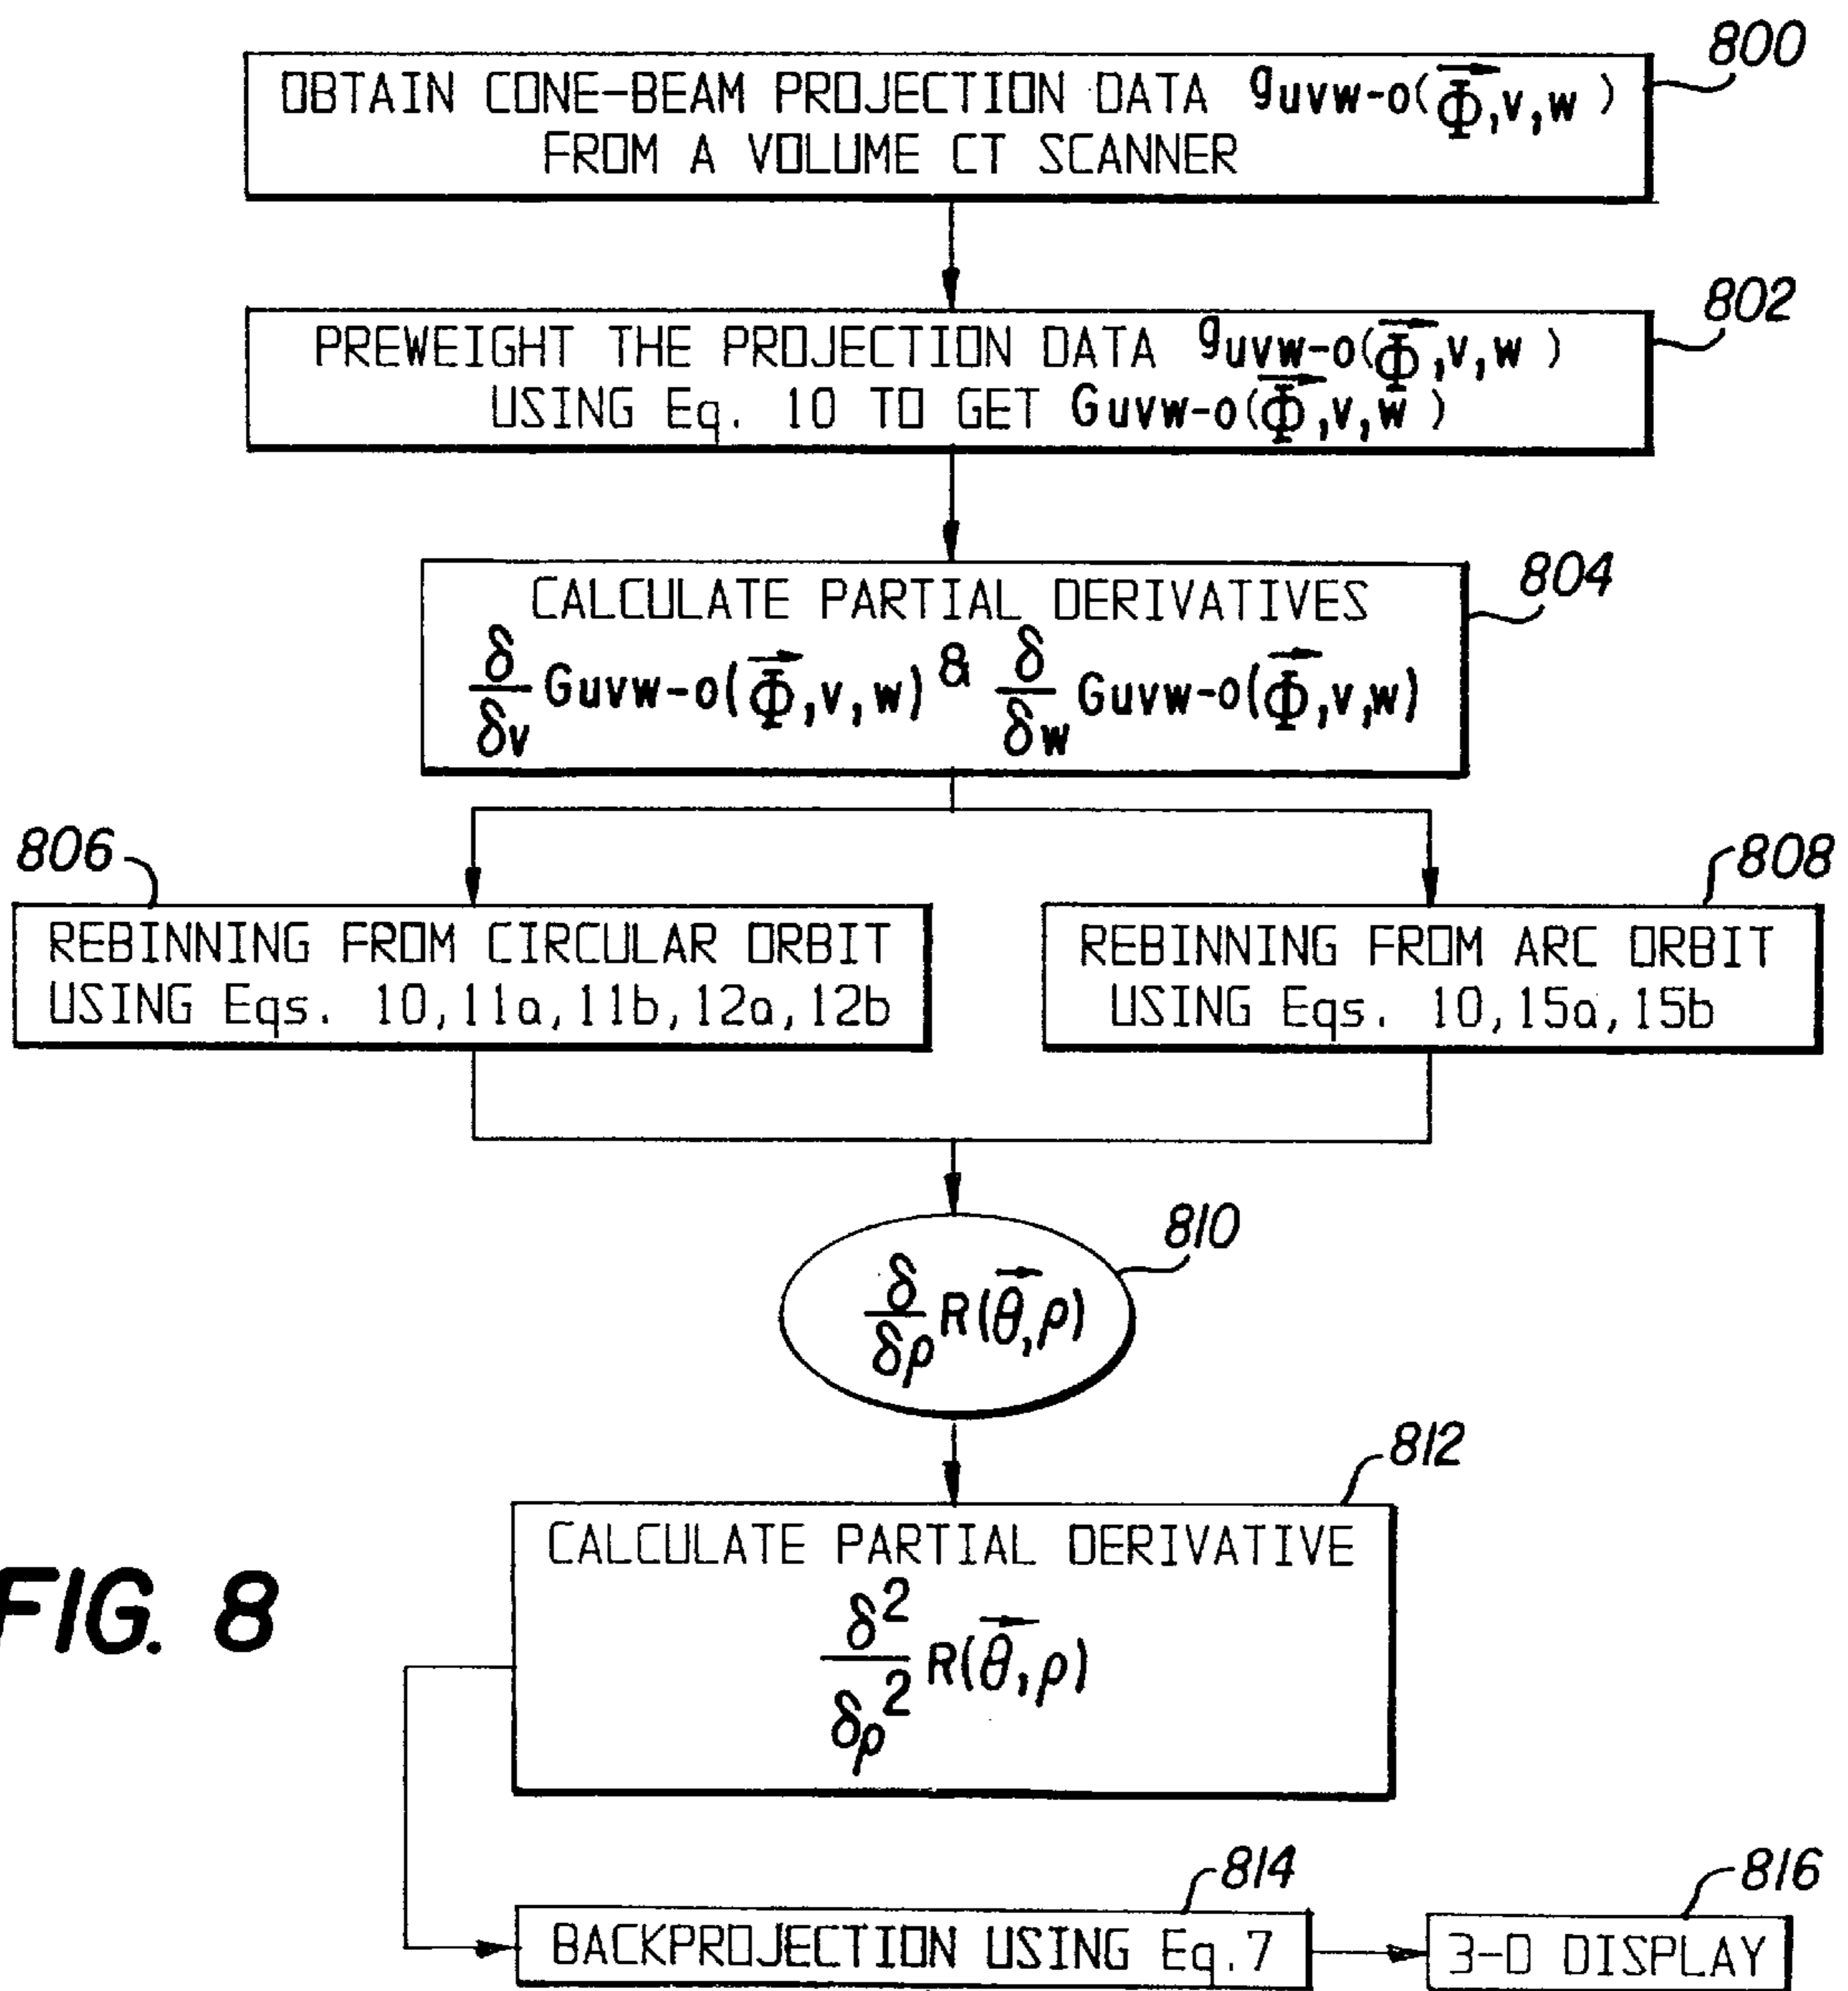 800
OBTAIN CONE-BEAM PROJECTION DATA guvw-o(Φ⃗,v,w)
FROM A VOLUME CT SCANNER
802
PREWEIGHT THE PROJECTION DATA guvw-o(Φ⃗,v,w)
USING Eq. 10 TO GET Guvw-o(Φ⃗,v,w)
804
CALCULATE PARTIAL DERIVATIVES
δ/δv Guvw-o(Φ⃗,v,w) & δ/δw Guvw-o(Φ⃗,v,w)
806
REBINNING FROM CIRCULAR ORBIT
USING Eqs. 10,11a,11b,12a,12b
808
REBINNING FROM ARC ORBIT
USING Eqs. 10,15a,15b
810
δ/δρ R(θ⃗,ρ)
812
CALCULATE PARTIAL DERIVATIVE
δ²/δρ² R(θ⃗,ρ)
FIG. 8
814
BACKPROJECTION USING Eq.7
816
3-D DISPLAY